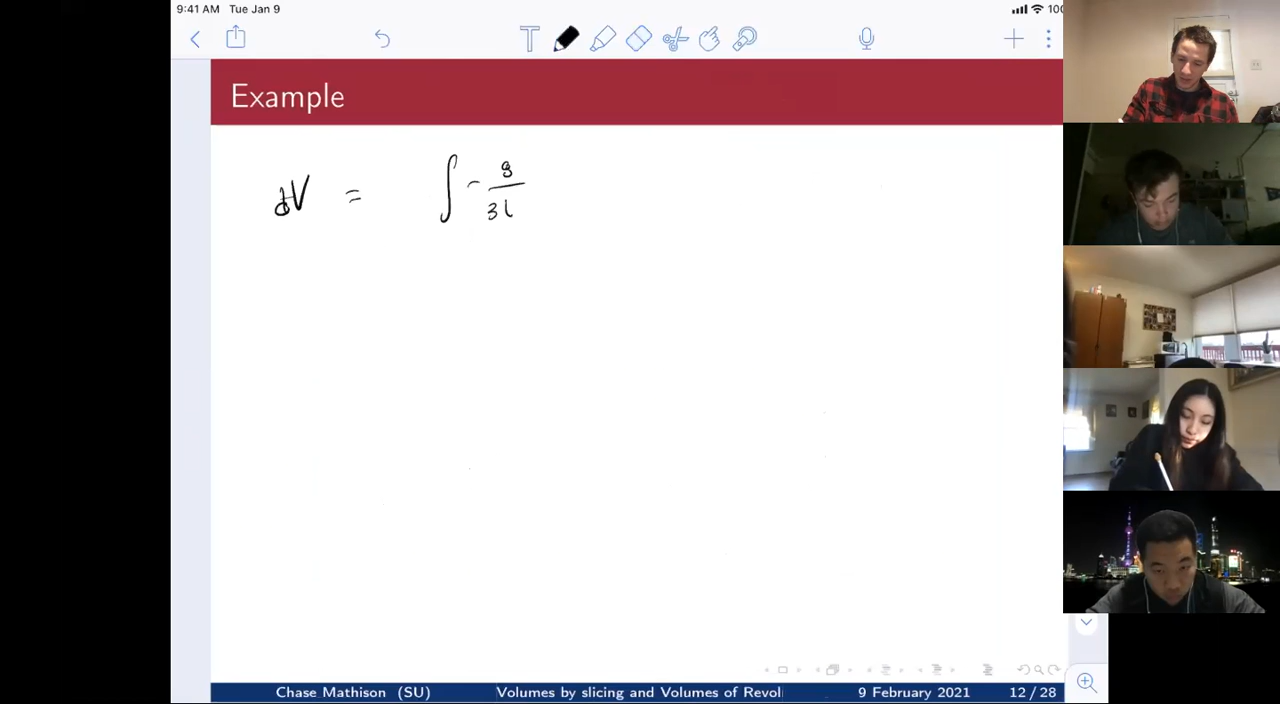 9:41 AM Tue Jan 9
Example
dV = ∫ - 8/3L
Chase Mathison (SU) Volumes by slicing and Volumes of Revol 9 February 2021 12 / 28